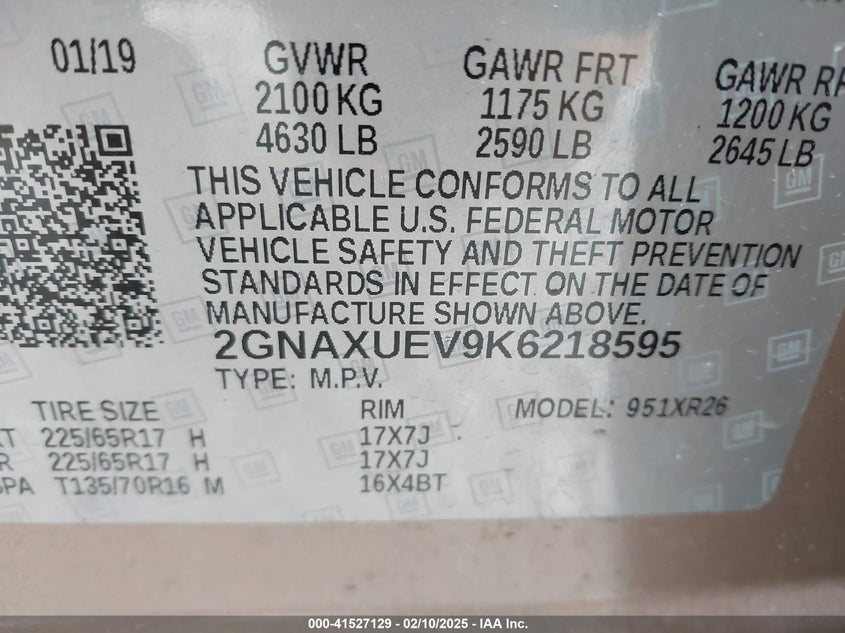 01/19 GVWR GAWR FRT GAWR RR
2100 KG 1175 KG 1200 KG
4630 LB 2590 LB 2645 LB
THIS VEHICLE CONFORMS TO ALL
APPLICABLE U.S. FEDERAL MOTOR
VEHICLE SAFETY AND THEFT PREVENTION
STANDARDS IN EFFECT ON THE DATE OF
MANUFACTURE SHOWN ABOVE.
2GNAXUEV9K6218595
TYPE: M.P.V.
TIRE SIZE RIM MODEL: 951XR26
T 225/65R17 H 17X7J
R 225/65R17 H 17X7J
SPA T135/70R16 M 16X4BT
GM
000-41527129 - 02/10/2025 - IAA Inc.